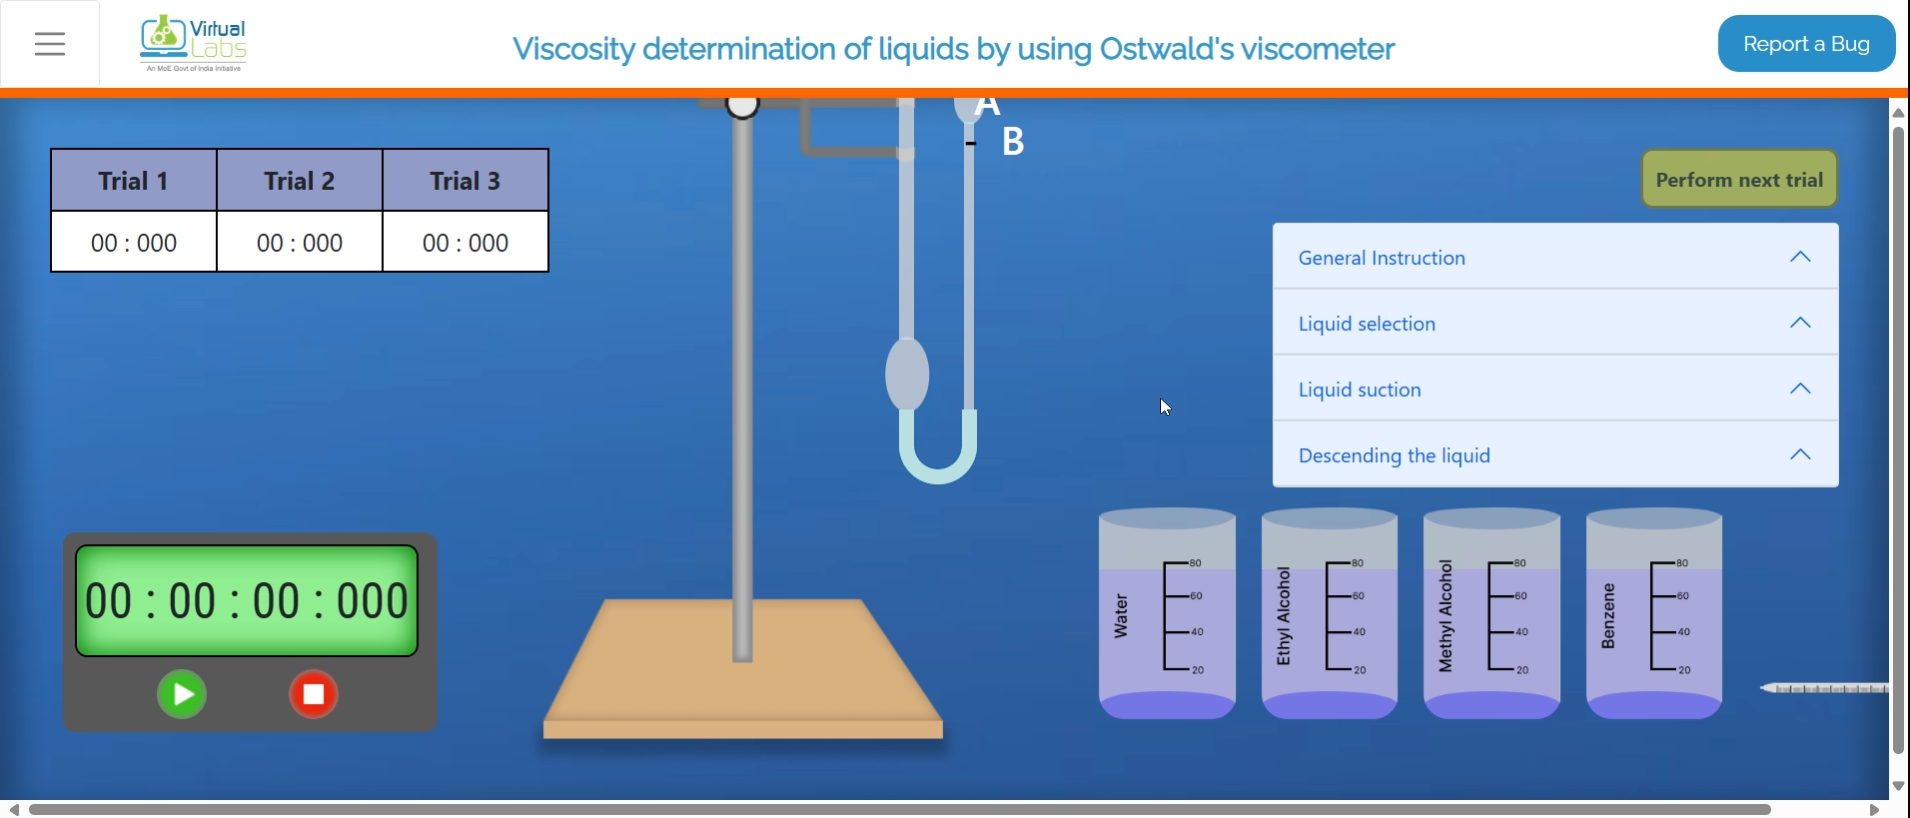 Virtual
Labs
An MoE Govt of India Initiative
Viscosity determination of liquids by using Ostwald's viscometer
Report a Bug
A
B
Trial 1 Trial 2 Trial 3
00 : 000 00 : 000 00 : 000
Perform next trial
General Instruction
Liquid selection
Liquid suction
Descending the liquid
00 : 00 : 00 : 000
Water
80
60
40
20
Ethyl Alcohol
80
60
40
20
Methyl Alcohol
80
60
40
20
Benzene
80
60
40
20